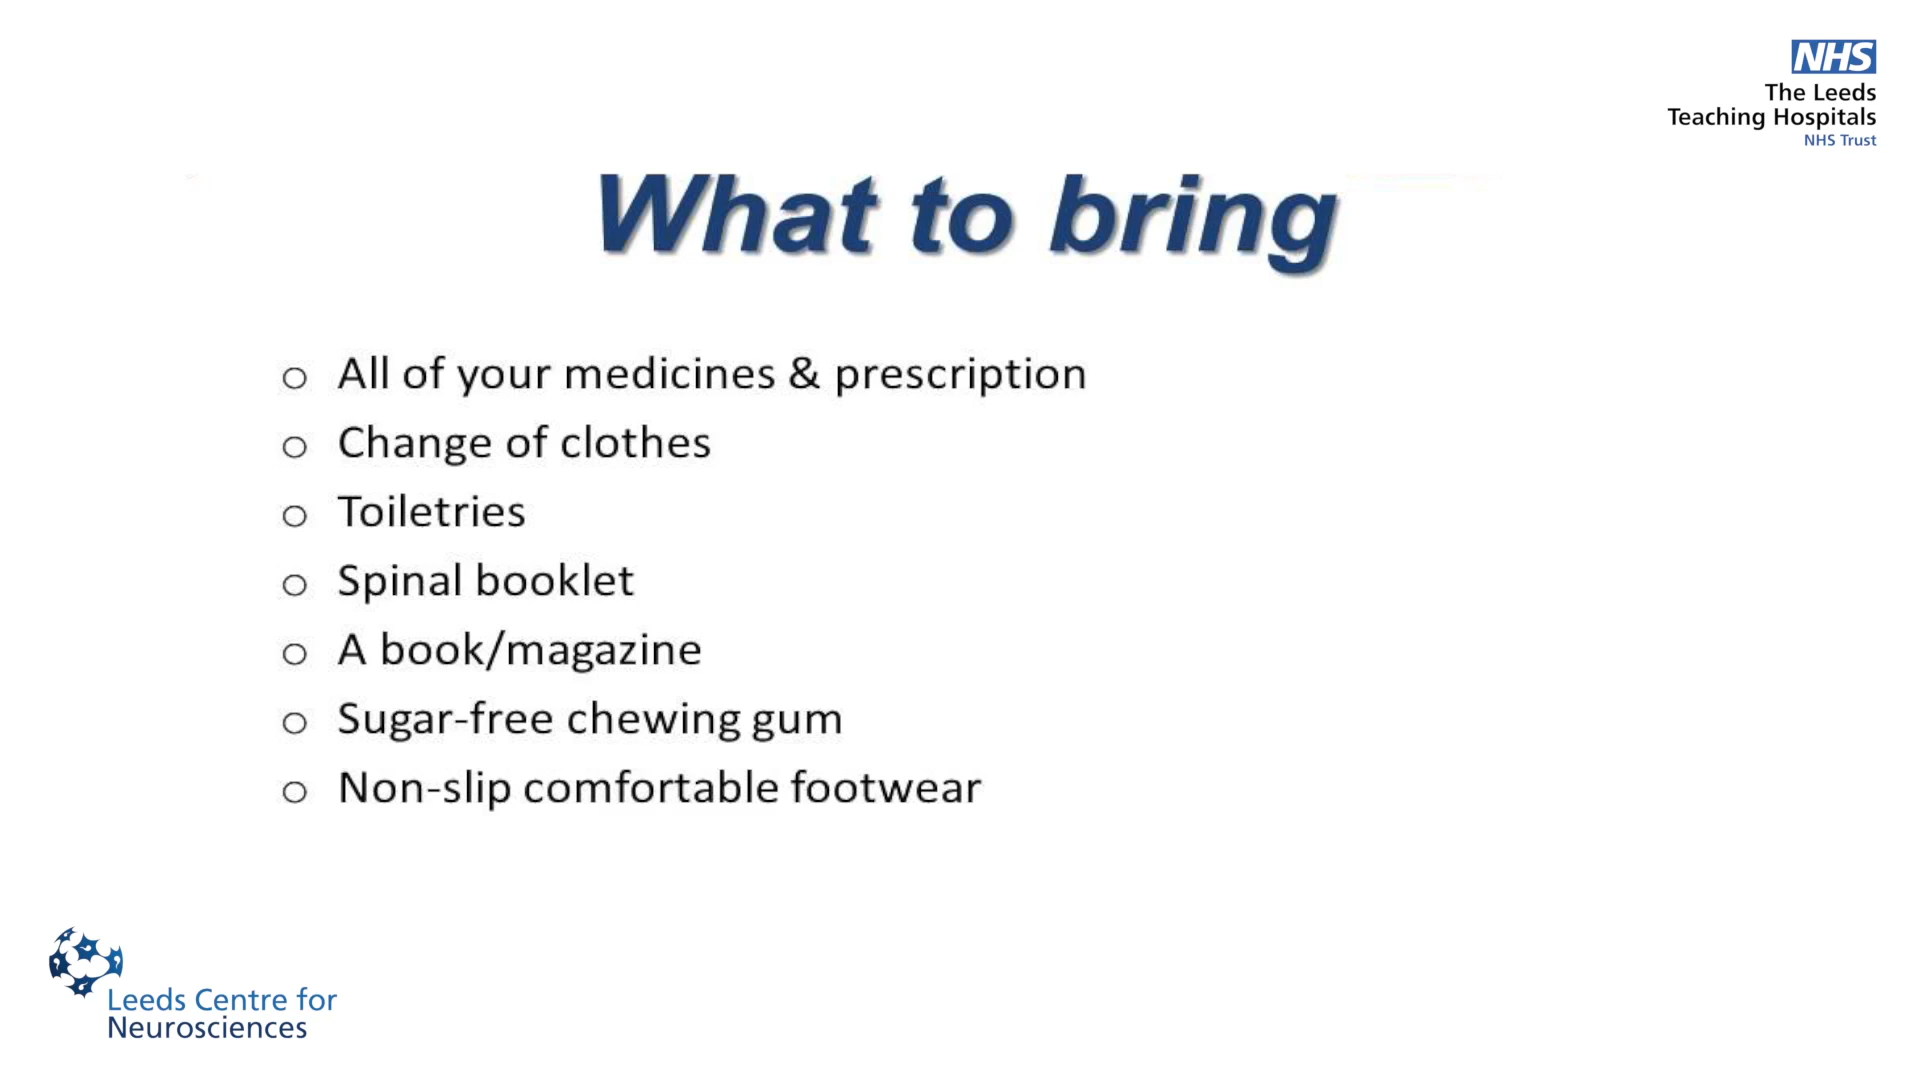 NHS
The Leeds
Teaching Hospitals
NHS Trust
What to bring
o All of your medicines & prescription
o Change of clothes
o Toiletries
o Spinal booklet
o A book/magazine
o Sugar-free chewing gum
o Non-slip comfortable footwear
Leeds Centre for
Neurosciences